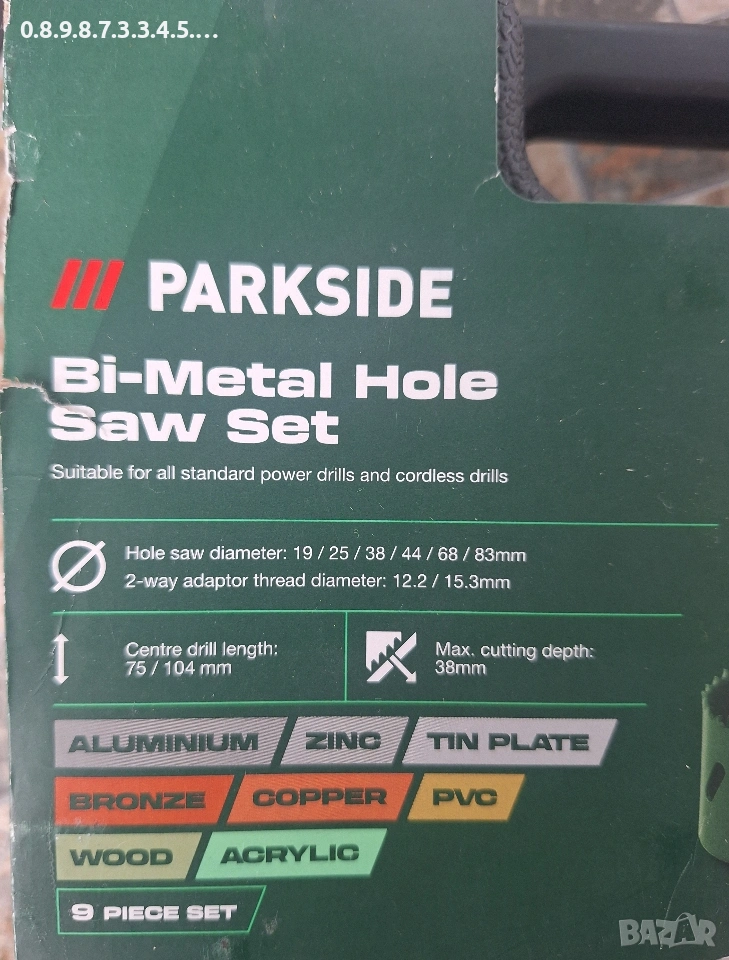 0.8.9.8.7.3.3.4.5....
PARKSIDE
Bi-Metal Hole
Saw Set
Suitable for all standard power drills and cordless drills
Hole saw diameter: 19 / 25 / 38 / 44 / 68 / 83mm
2-way adaptor thread diameter: 12.2 / 15.3mm
Centre drill length:
75 / 104 mm
Max. cutting depth:
38mm
ALUMINIUM ZINC TIN PLATE
BRONZE COPPER PVC
WOOD ACRYLIC
9 PIECE SET
BAZAR